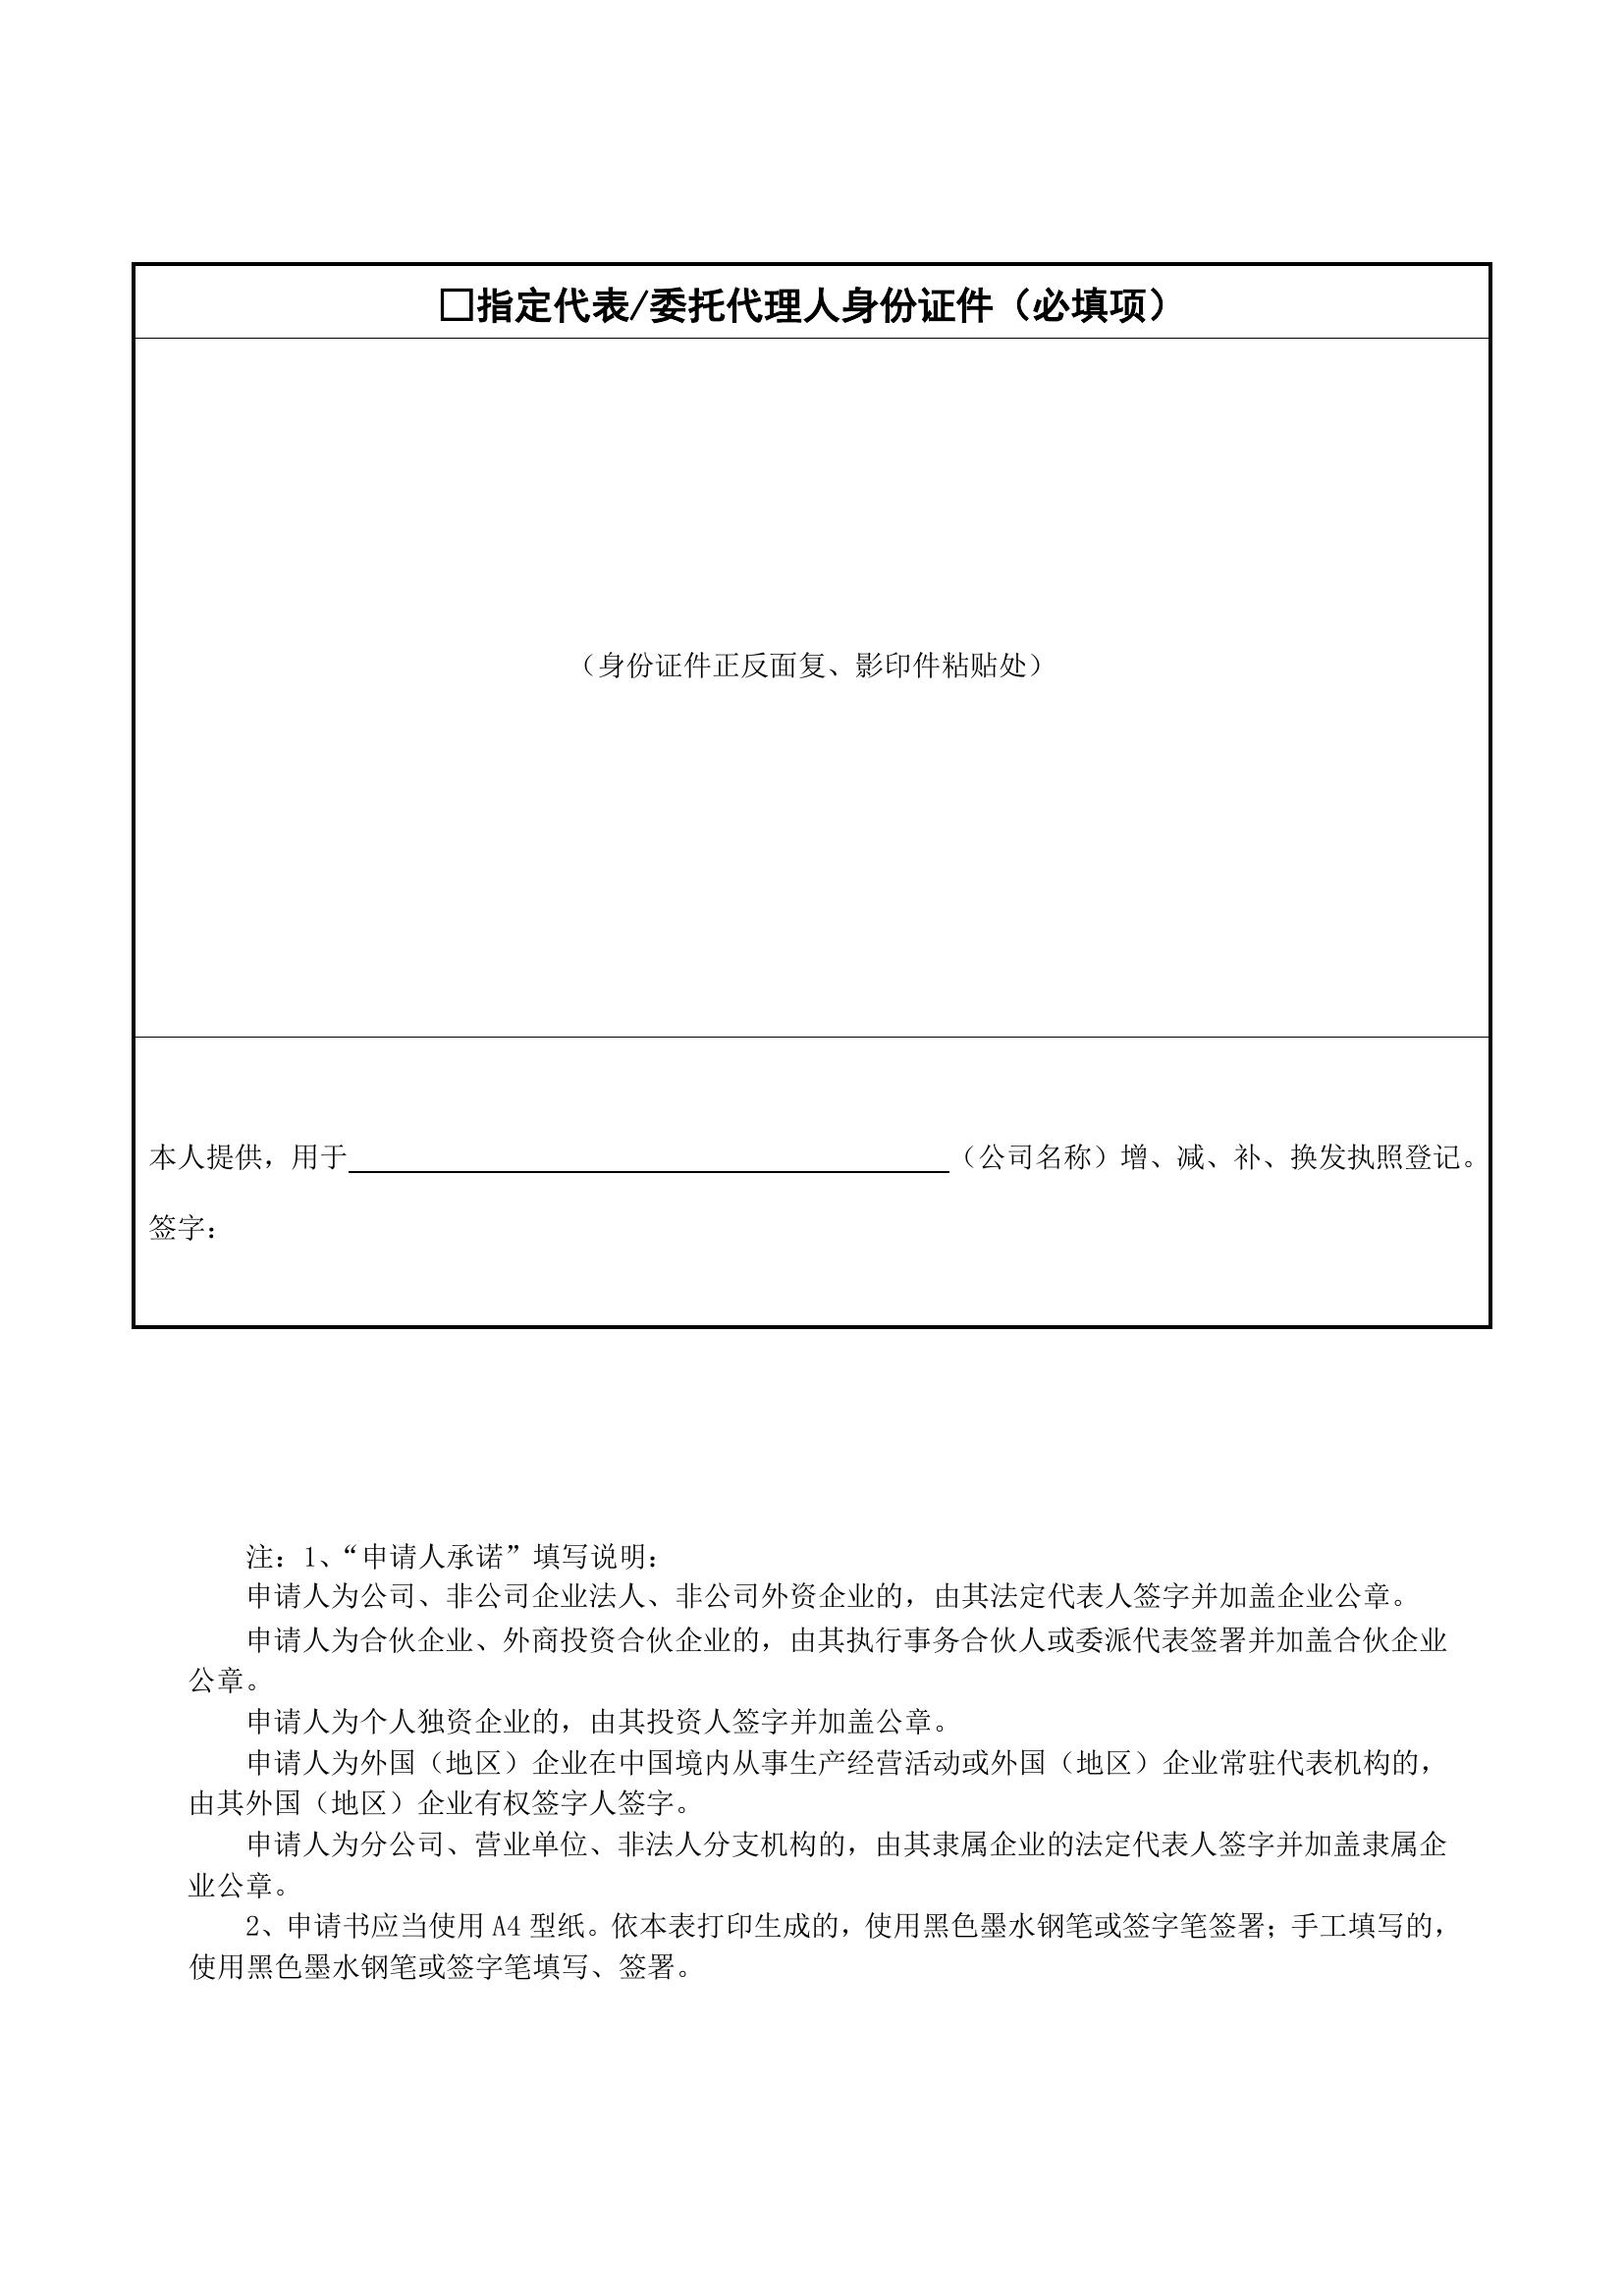 □指定代表/委托代理人身份证件（必填项）
（身份证件正反面复、影印件粘贴处）
本人提供，用于（公司名称）增、减、补、换发执照登记。
签字：
注：1、“申请人承诺”填写说明：
申请人为公司、非公司企业法人、非公司外资企业的，由其法定代表人签字并加盖企业公章。
申请人为合伙企业、外商投资合伙企业的，由其执行事务合伙人或委派代表签署并加盖合伙企业
公章。
申请人为个人独资企业的，由其投资人签字并加盖公章。
申请人为外国（地区）企业在中国境内从事生产经营活动或外国（地区）企业常驻代表机构的，
由其外国（地区）企业有权签字人签字。
申请人为分公司、营业单位、非法人分支机构的，由其隶属企业的法定代表人签字并加盖隶属企
业公章。
2、申请书应当使用 A4 型纸。依本表打印生成的，使用黑色墨水钢笔或签字笔签署；手工填写的，
使用黑色墨水钢笔或签字笔填写、签署。